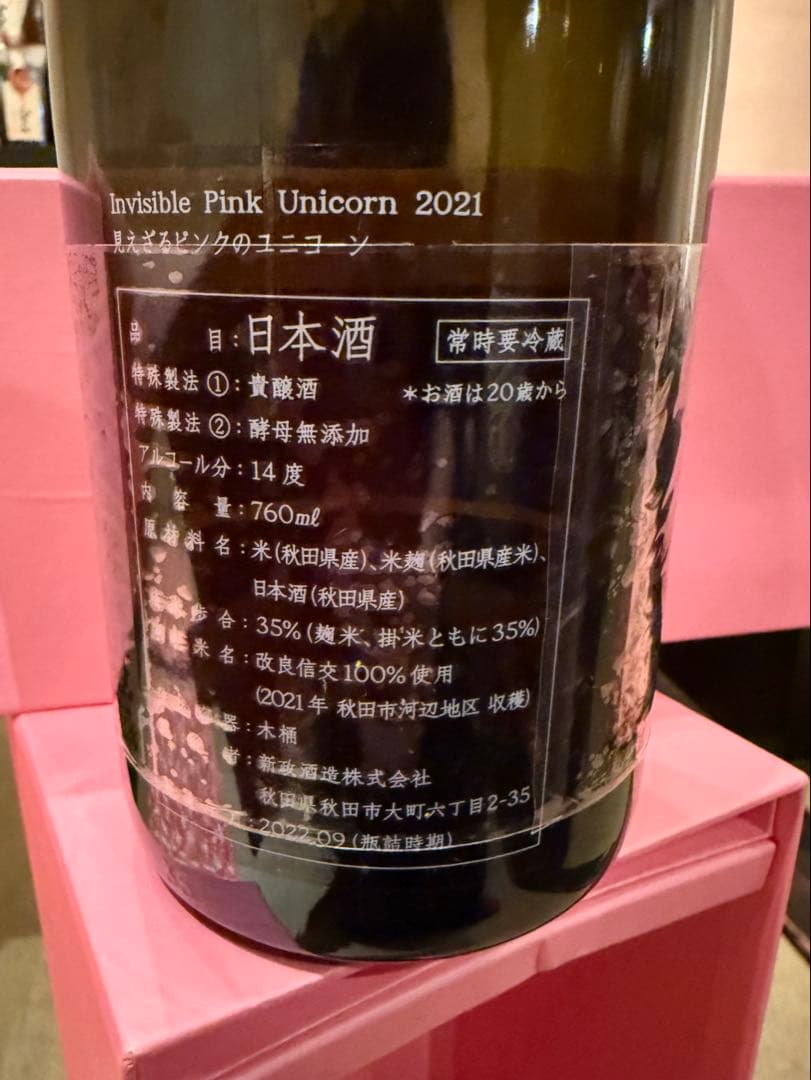 Invisible Pink Unicorn 2021
見えざるピンクのユニコーン
品 目：日本酒 常時要冷蔵
特殊製法①：貴醸酒 ＊お酒は20歳から
特殊製法②：酵母無添加
アルコール分：14度
内容量：760ml
原材料名：米（秋田県産）、米麹（秋田県産米）、
日本酒（秋田県産）
歩合：35%（麹米、掛米ともに35%）
米名：改良信交100%使用
（2021年 秋田市河辺地区 収穫）
器：木桶
者：新政酒造株式会社
秋田県秋田市大町六丁目2-35
：2022.09（瓶詰時期）